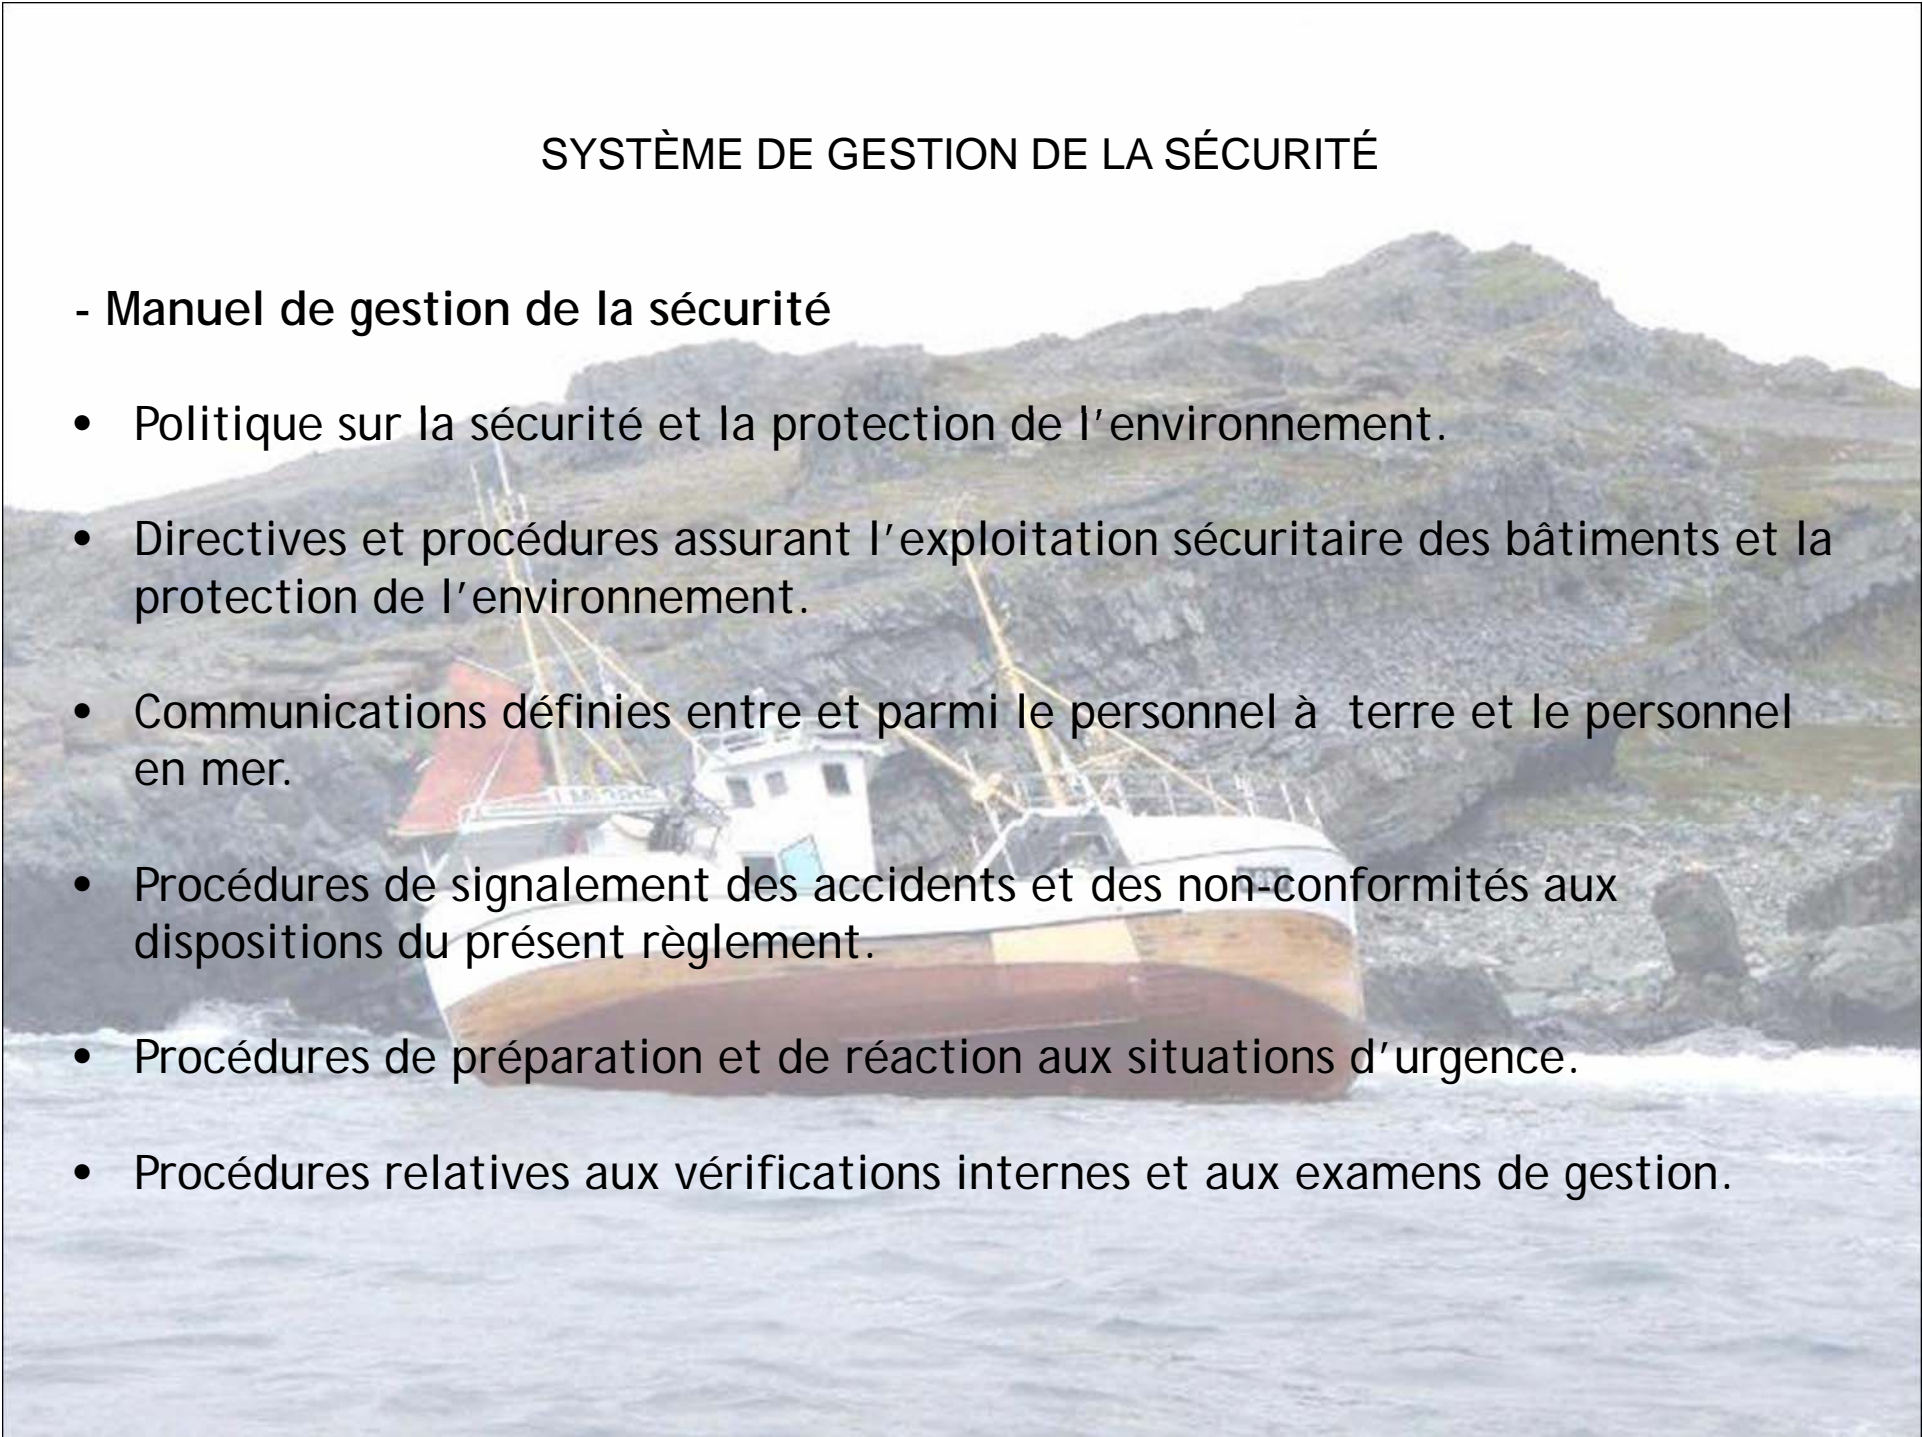 SYSTÈME DE GESTION DE LA SÉCURITÉ
- Manuel de gestion de la sécurité
• Politique sur la sécurité et la protection de l'environnement.
• Directives et procédures assurant l'exploitation sécuritaire des bâtiments et la
protection de l'environnement.
• Communications définies entre et parmi le personnel à  terre et le personnel
en mer.
• Procédures de signalement des accidents et des non-conformités aux
dispositions du présent règlement.
• Procédures de préparation et de réaction aux situations d'urgence.
• Procédures relatives aux vérifications internes et aux examens de gestion.